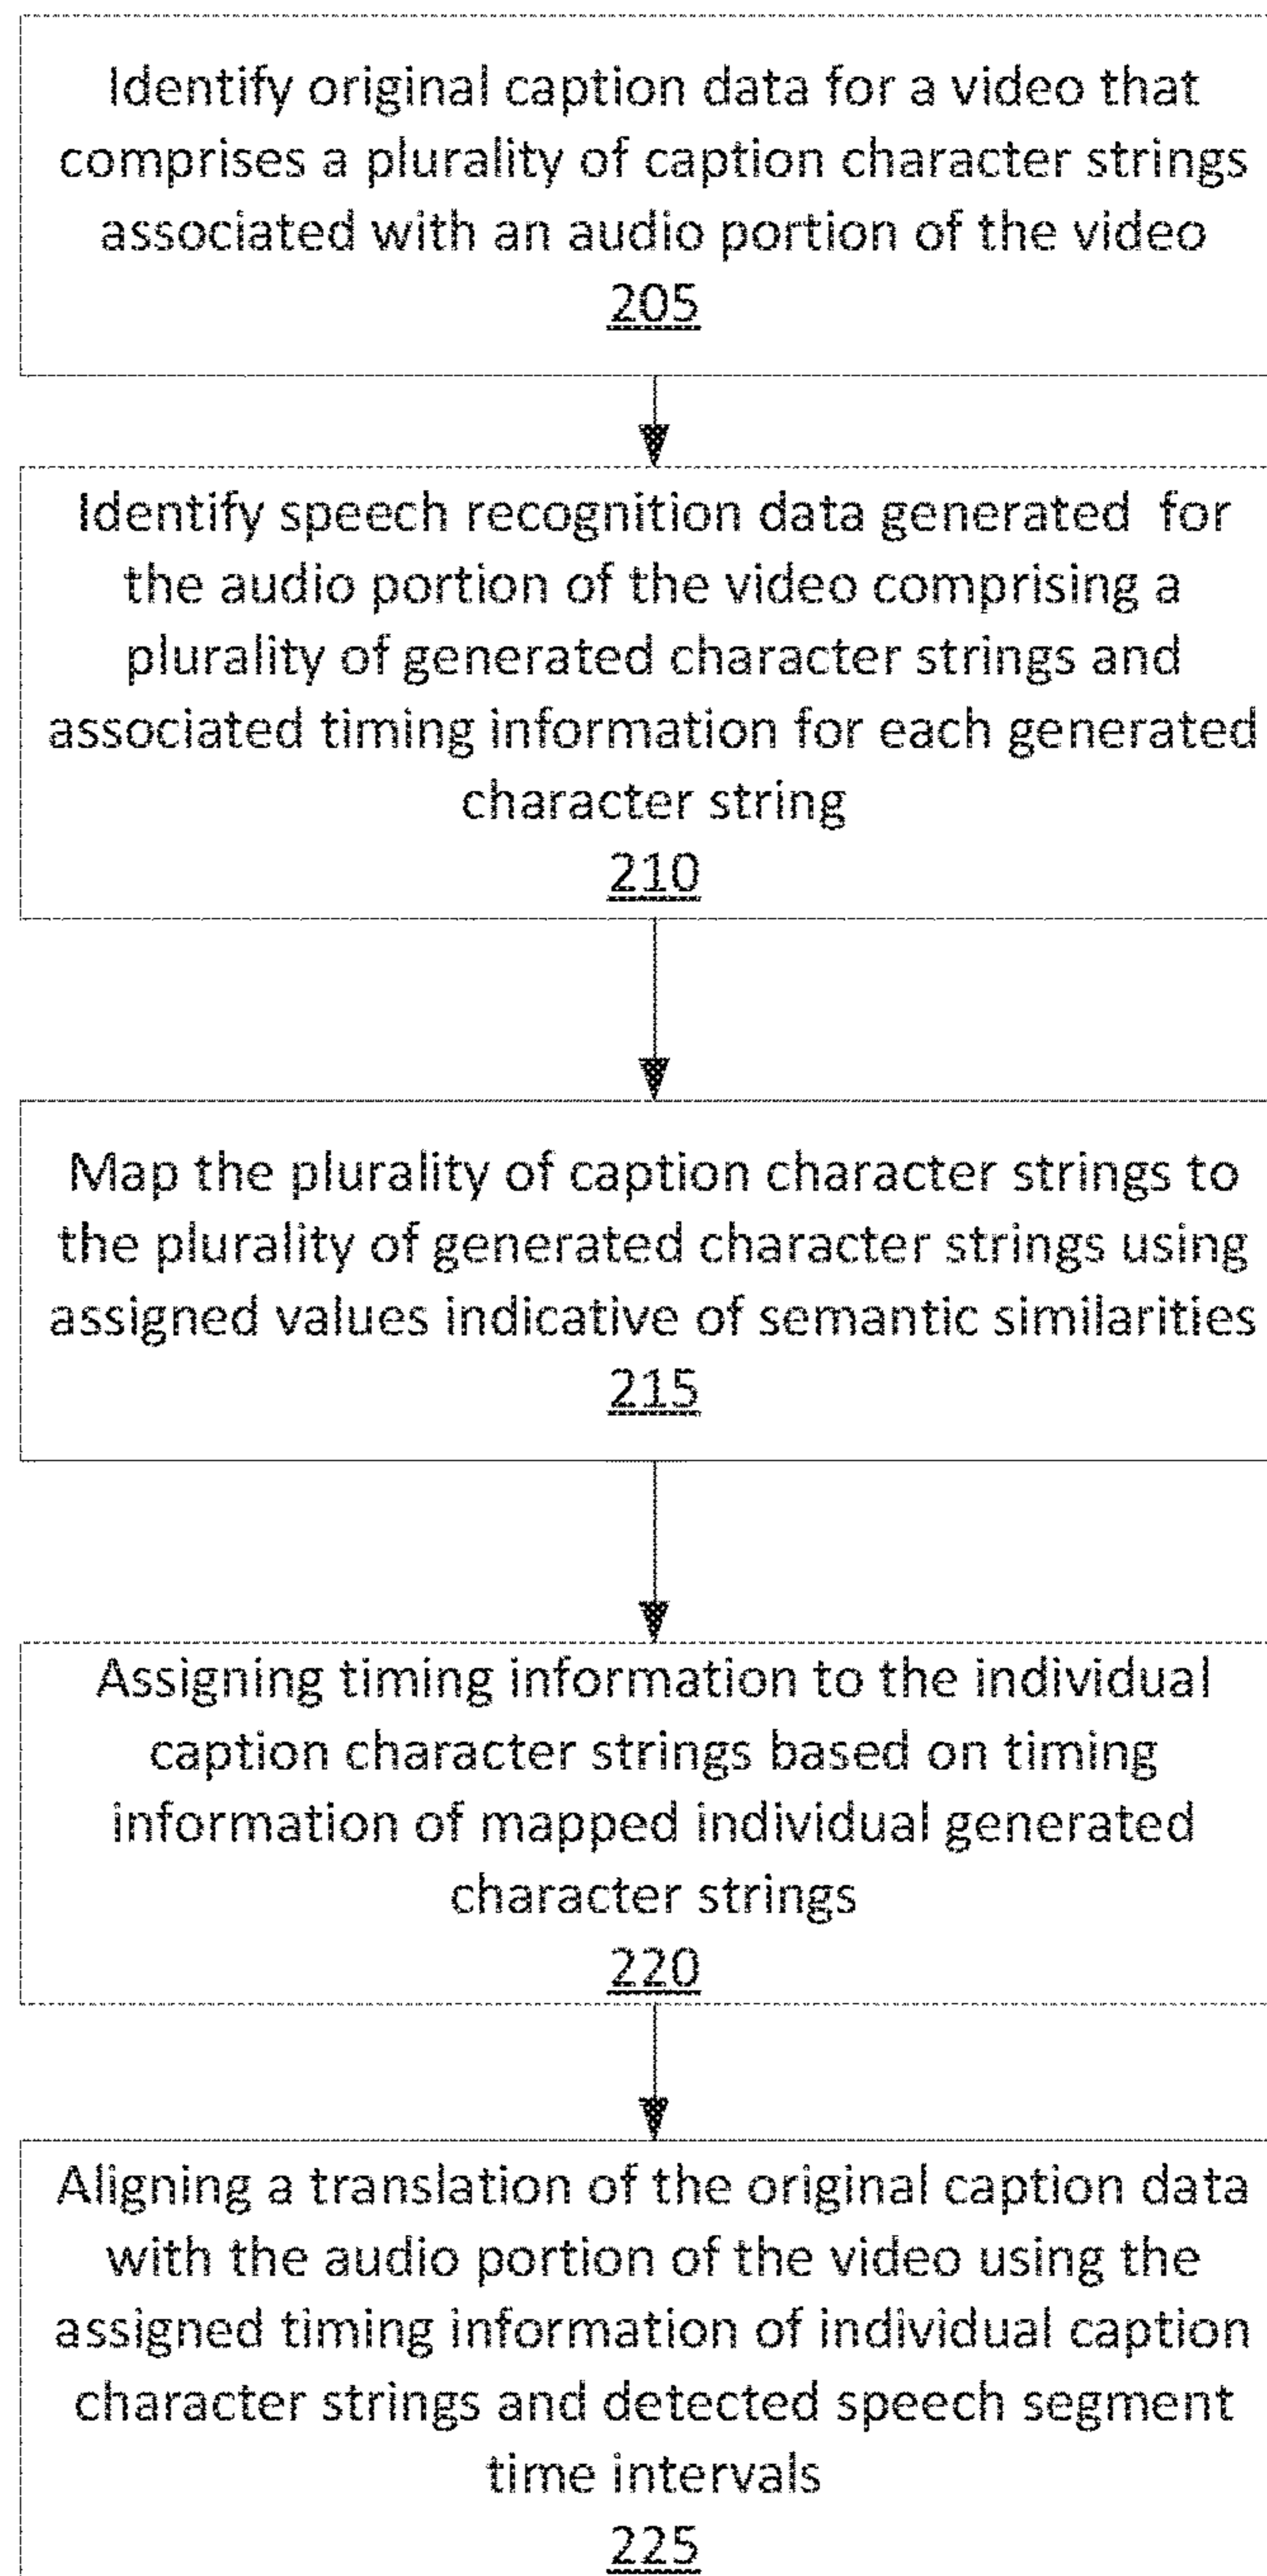 Identify original caption data for a video that
comprises a plurality of caption character strings
associated with an audio portion of the video
205
Identify speech recognition data generated for
the audio portion of the video comprising a
plurality of generated character strings and
associated timing information for each generated
character string
210
Map the plurality of caption character strings to
the plurality of generated character strings using
assigned values indicative of semantic similarities
215
Assigning timing information to the individual
caption character strings based on timing
information of mapped individual generated
character strings
220
Aligning a translation of the original caption data
with the audio portion of the video using the
assigned timing information of individual caption
character strings and detected speech segment
time intervals
225